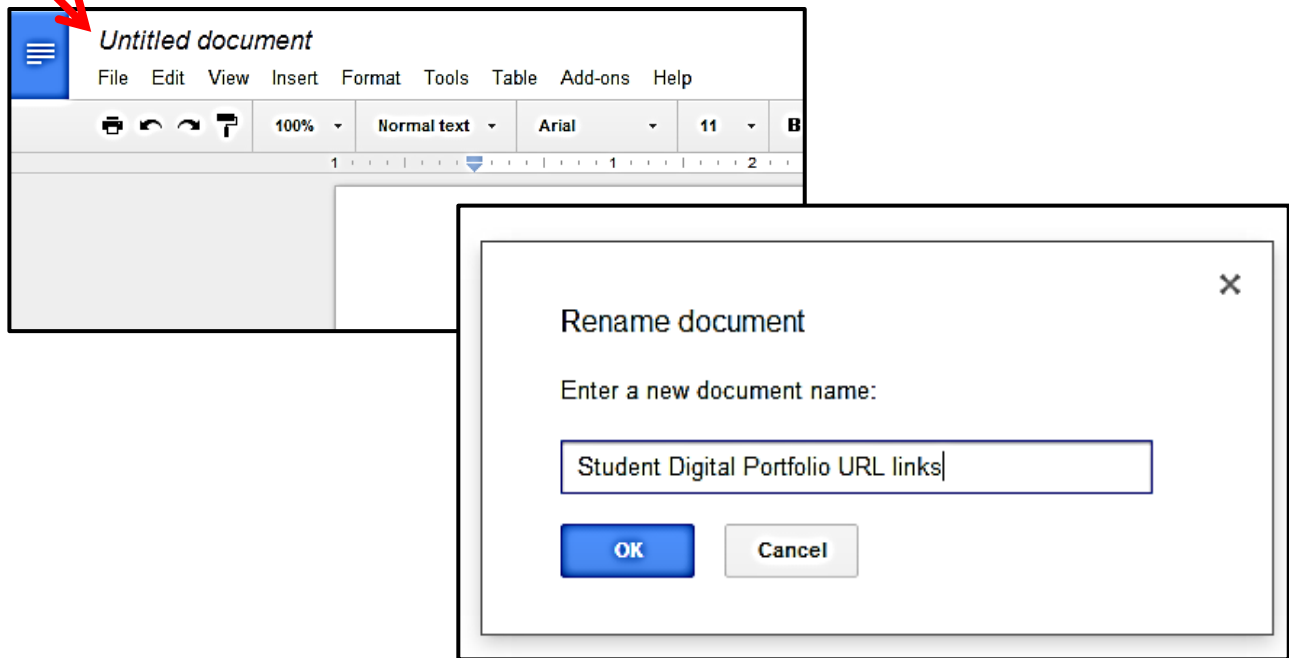 Untitled document
File Edit View Insert Format Tools Table Add-ons Help
100% Normal text Arial 11 B
1 1 2
Rename document
Enter a new document name:
Student Digital Portfolio URL links
OK Cancel